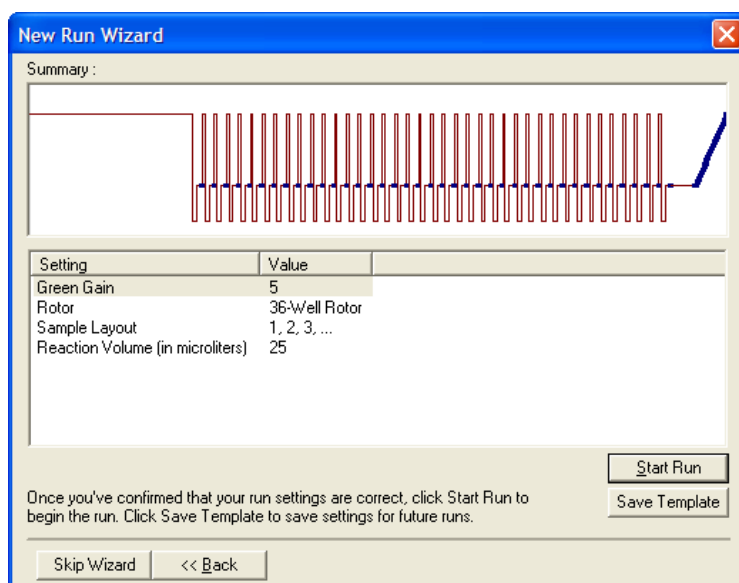 New Run Wizard
Summary :
Setting Value
Green Gain 5
Rotor 36-Well Rotor
Sample Layout 1, 2, 3, ...
Reaction Volume (in microliters) 25
Start Run
Once you've confirmed that your run settings are correct, click Start Run to
begin the run. Click Save Template to save settings for future runs.
Save Template
Skip Wizard << Back